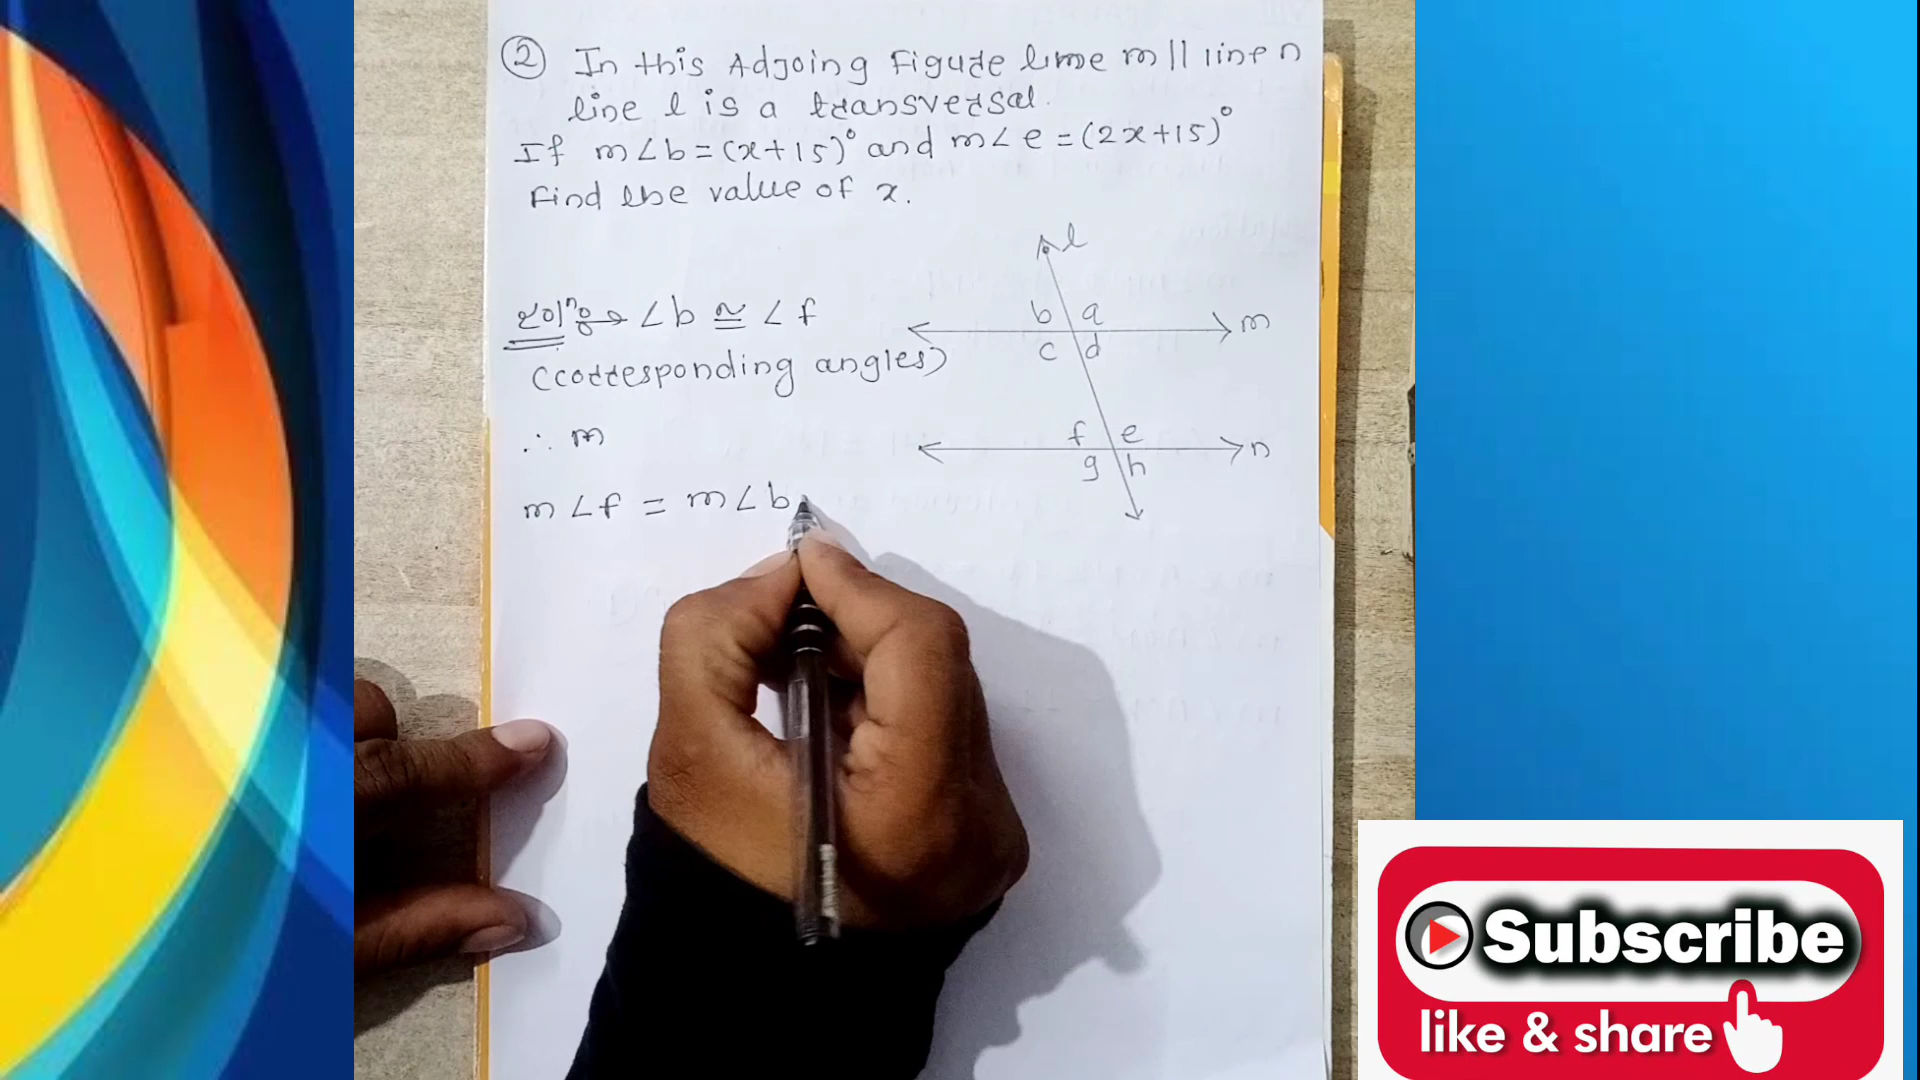 ② In this Adjoing Figure line m || line n
line l is a transversal.
If m∠b = (x+15)° and m∠e = (2x+15)°
Find the value of x.
l
soln → ∠b ≅ ∠f
b a
m
(corresponding angles)
c d
∴ m
f e
n
g h
m∠f = m∠b
Subscribe
like & share